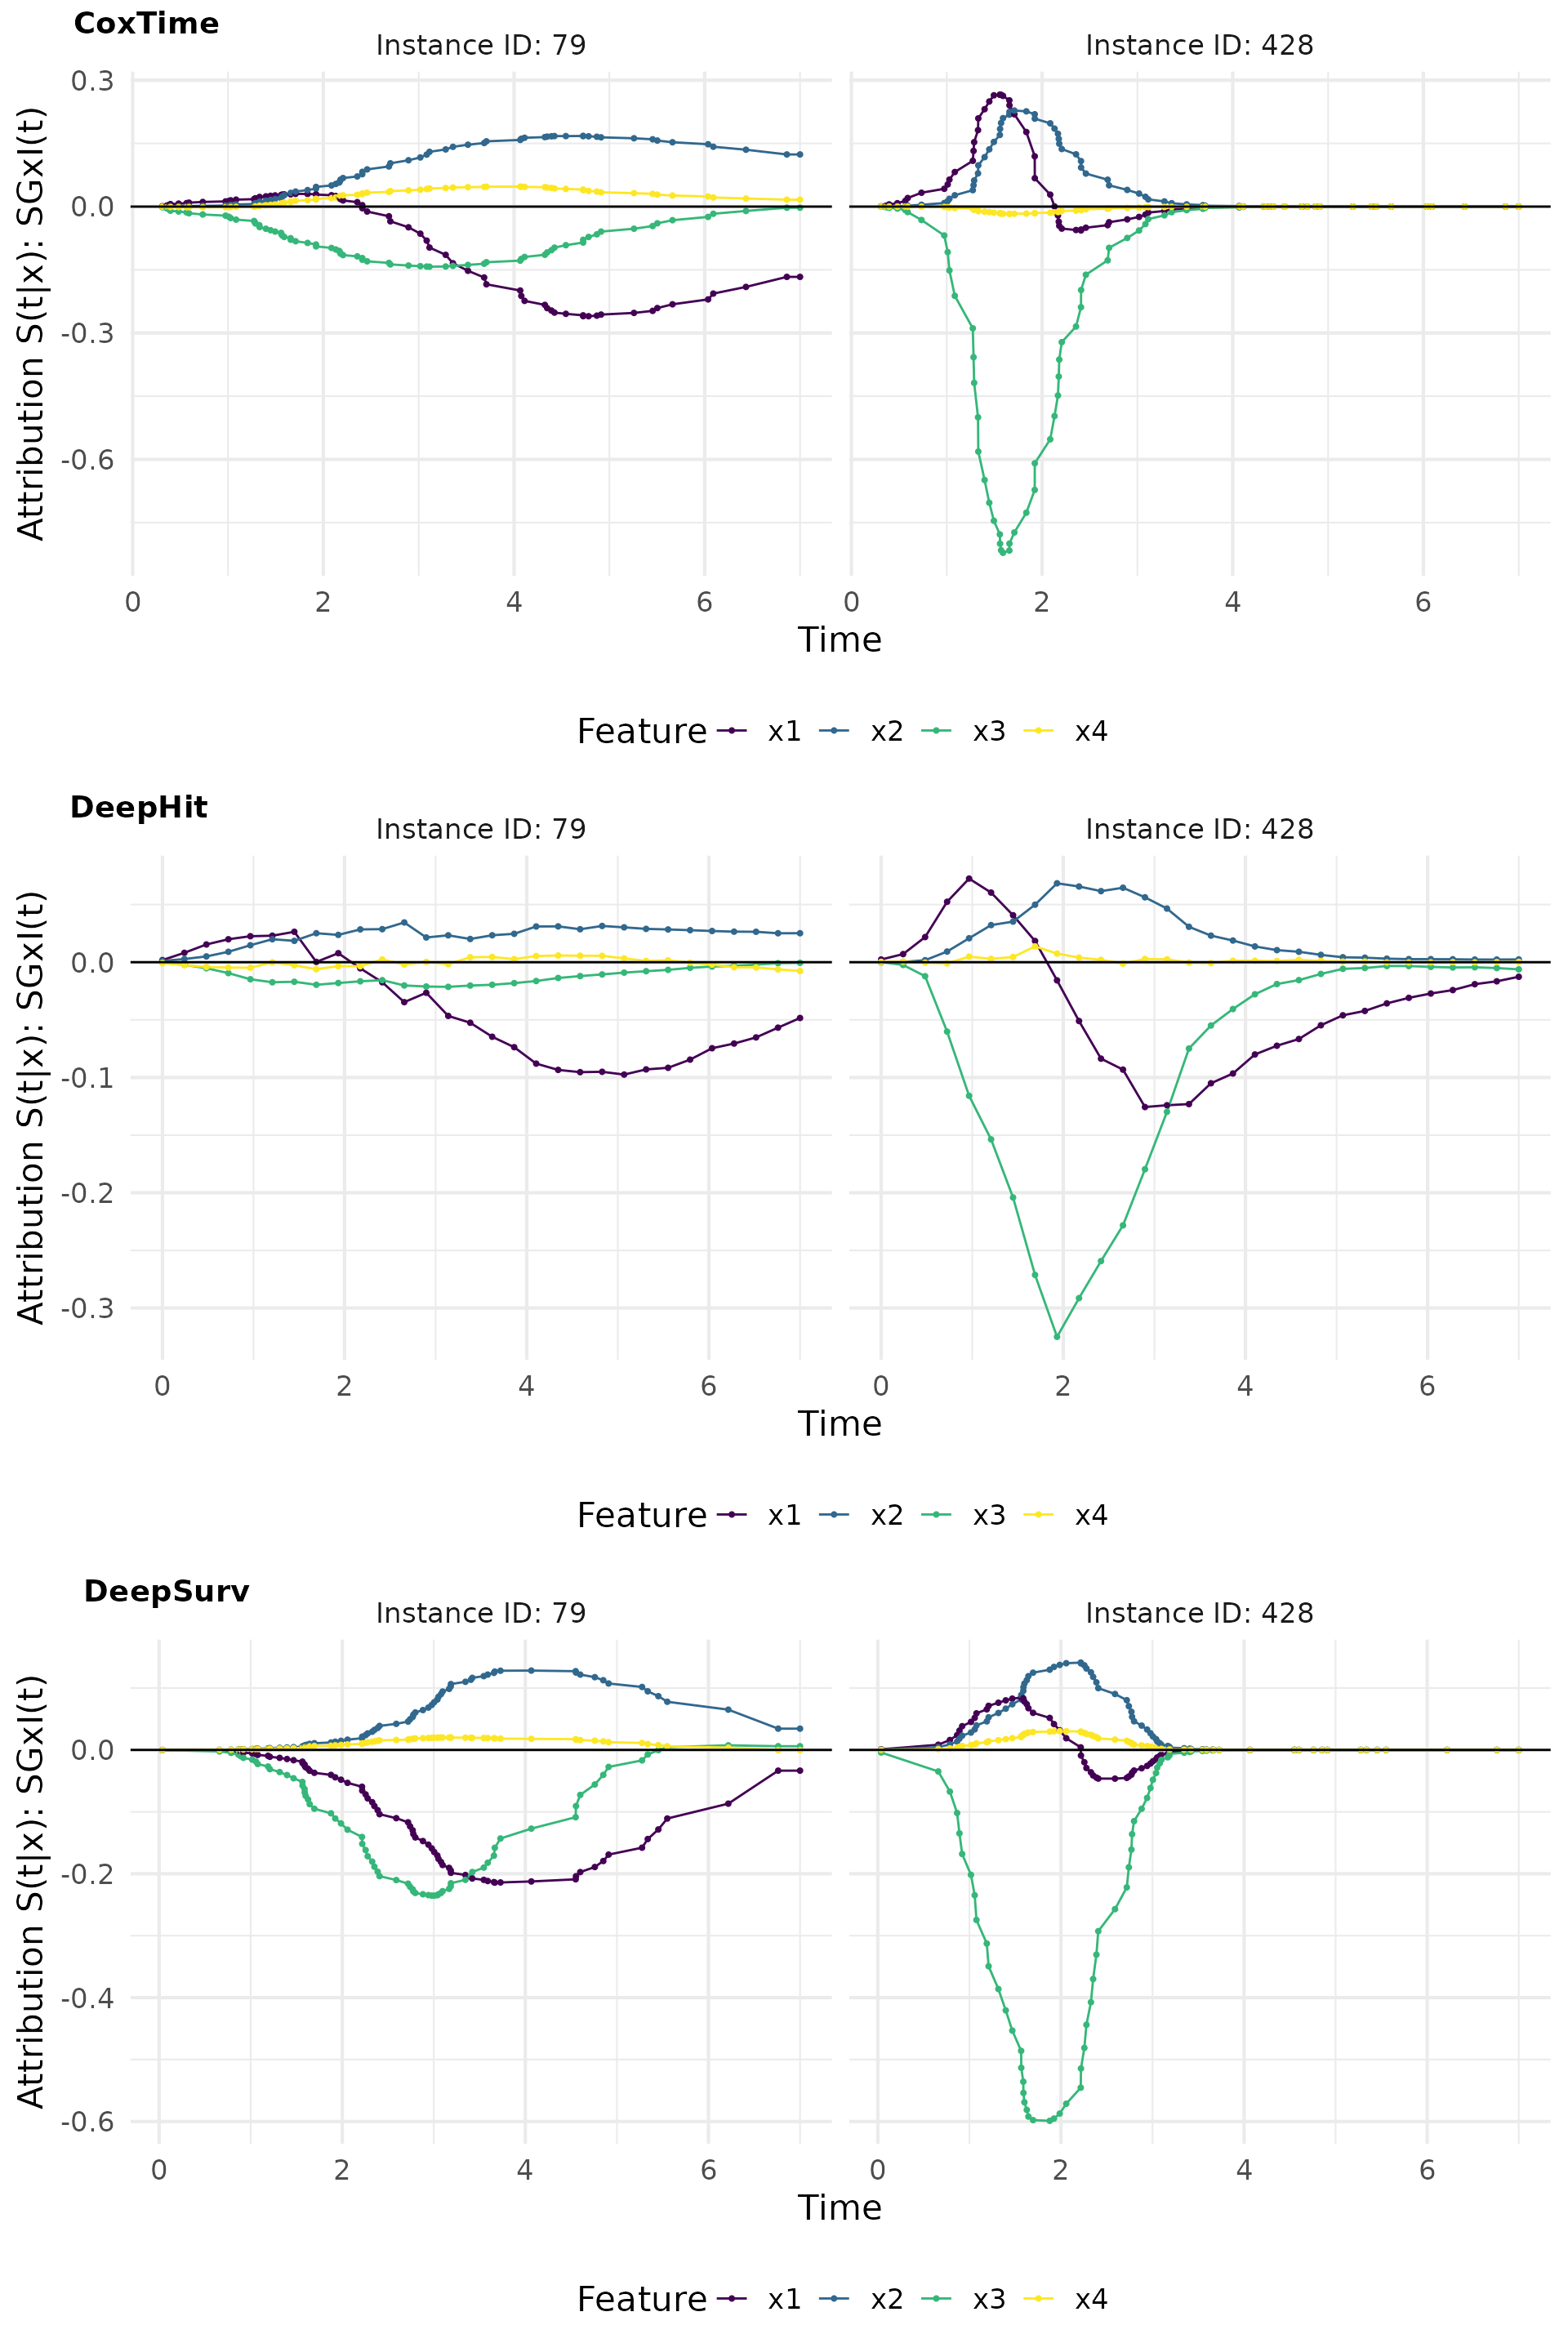 CoxTime
Instance ID: 79
Instance ID: 428
Attribution S(t|x): SGxI(t)
0.3
0.0
-0.3
-0.6
0 2 4 6
0 2 4 6
Time
Feature x1 x2 x3 x4
DeepHit
Instance ID: 79
Instance ID: 428
Attribution S(t|x): SGxI(t)
0.0
-0.1
-0.2
-0.3
0 2 4 6
0 2 4 6
Time
Feature x1 x2 x3 x4
DeepSurv
Instance ID: 79
Instance ID: 428
Attribution S(t|x): SGxI(t)
0.0
-0.2
-0.4
-0.6
0 2 4 6
0 2 4 6
Time
Feature x1 x2 x3 x4